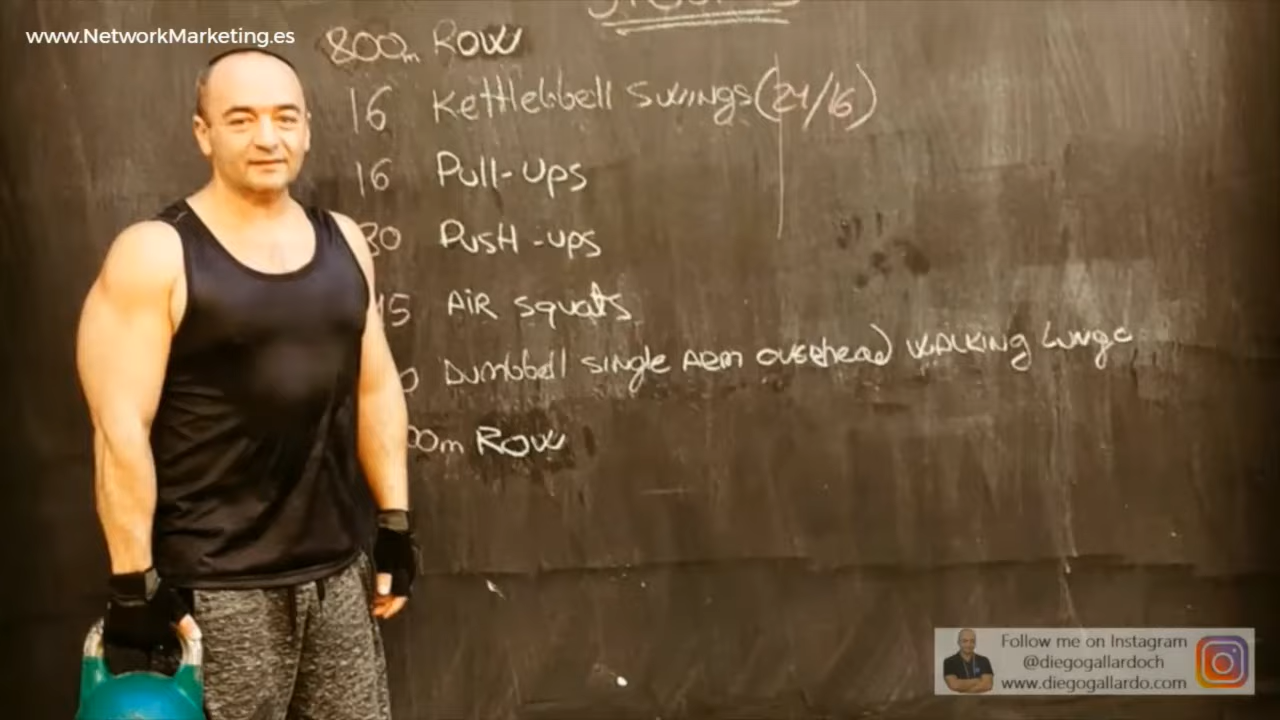 www.NetworkMarketing.es
800m Row
16 Kettlebell Swings (24/16)
16 Pull-ups
30 Push-ups
Air squats
Dumbbell single Arm overhead walking Lunge
Row
Follow me on Instagram
@diegogallardoch
www.diegogallardo.com